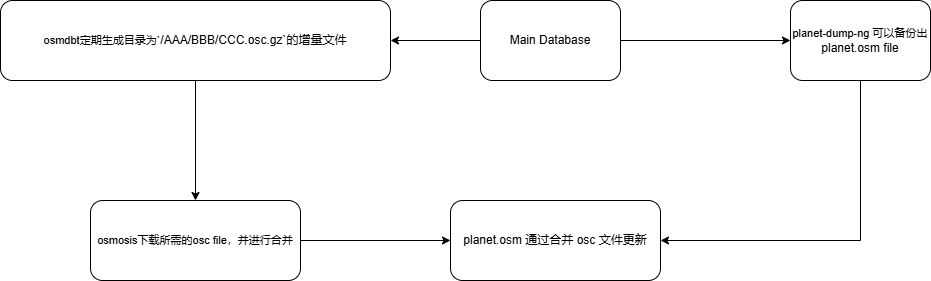 osmdbt定期生成目录为`/AAA/BBB/CCC.osc.gz`的增量文件
Main Database
planet-dump-ng 可以备份出
planet.osm file
osmosis下载所需的osc file，并进行合并
planet.osm 通过合并 osc 文件更新